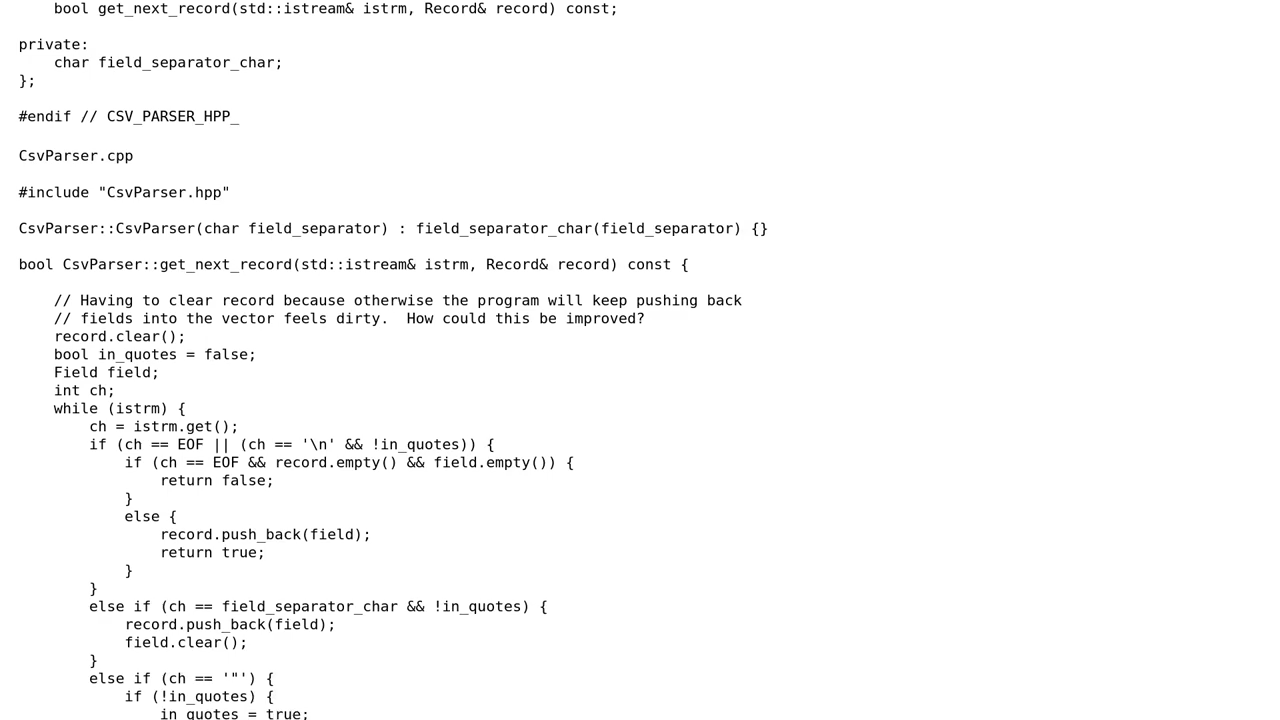 bool get_next_record(std::istream& istrm, Record& record) const;

private:
    char field_separator_char;
};

#endif // CSV_PARSER_HPP_

CsvParser.cpp

#include "CsvParser.hpp"

CsvParser::CsvParser(char field_separator) : field_separator_char(field_separator) {}

bool CsvParser::get_next_record(std::istream& istrm, Record& record) const {

    // Having to clear record because otherwise the program will keep pushing back
    // fields into the vector feels dirty.  How could this be improved?
    record.clear();
    bool in_quotes = false;
    Field field;
    int ch;
    while (istrm) {
        ch = istrm.get();
        if (ch == EOF || (ch == '\n' && !in_quotes)) {
            if (ch == EOF && record.empty() && field.empty()) {
                return false;
            }
            else {
                record.push_back(field);
                return true;
            }
        }
        else if (ch == field_separator_char && !in_quotes) {
            record.push_back(field);
            field.clear();
        }
        else if (ch == '"') {
            if (!in_quotes) {
                in_quotes = true;